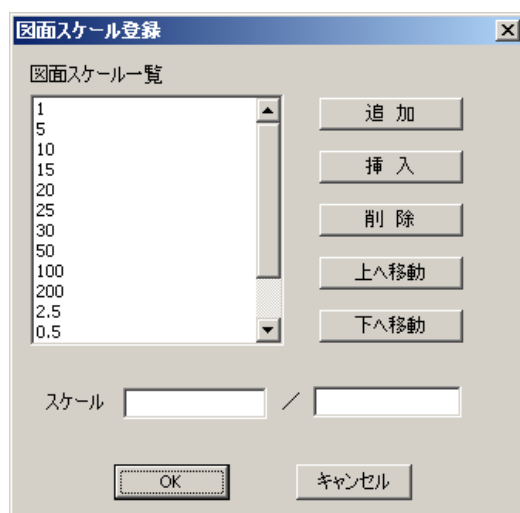 図面スケール登録
図面スケール一覧
1
5
10
15
20
25
30
50
100
200
2.5
0.5
追 加
挿 入
削 除
上へ移動
下へ移動
スケール ／
OK
キャンセル